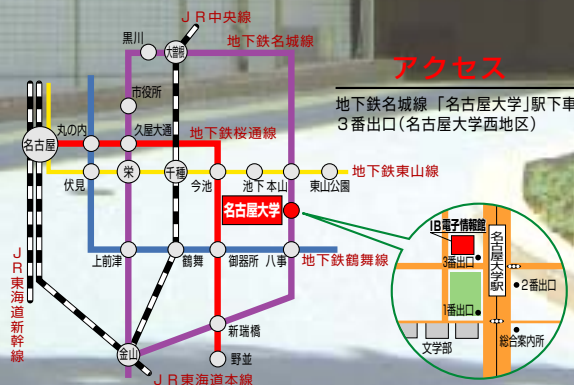 JR中央線
黒川
大曽根
地下鉄名城線
アクセス
市役所
地下鉄名城線「名古屋大学」駅下車
3番出口(名古屋大学西地区)
丸の内
久屋大通
地下鉄桜通線
名古屋
伏見
栄
千種
今池
池下
本山
東山公園
地下鉄東山線
名古屋大学
IB電子情報館
名古屋大学駅
3番出口
2番出口
1番出口
総合案内所
文学部
上前津
鶴舞
御器所
八事
地下鉄鶴舞線
JR東海道新幹線
新瑞橋
金山
野並
JR東海道本線